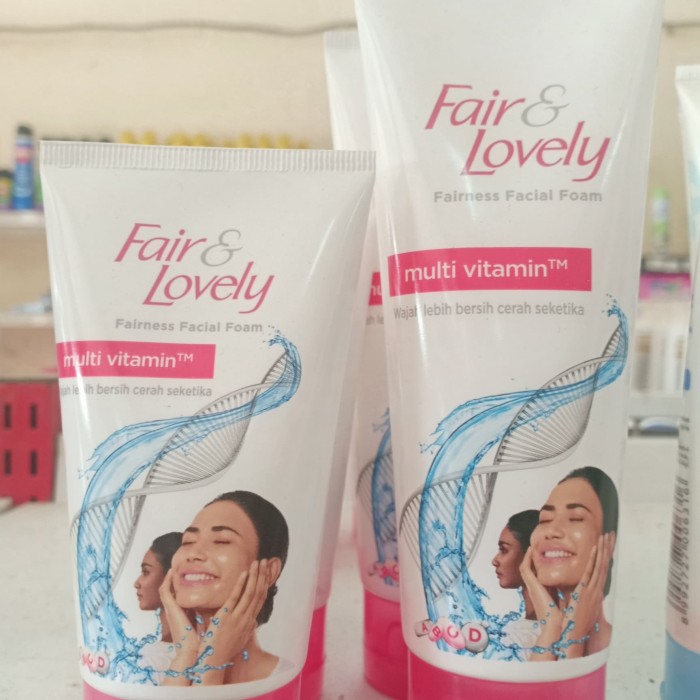 Fair &
Lovely
Fairness Facial Foam
multi vitamin™
lebih bersih cerah seketika
Fair &
Lovely
Fairness Facial Foam
multi vitamin™
Wajah lebih bersih cerah seketika
A B C D